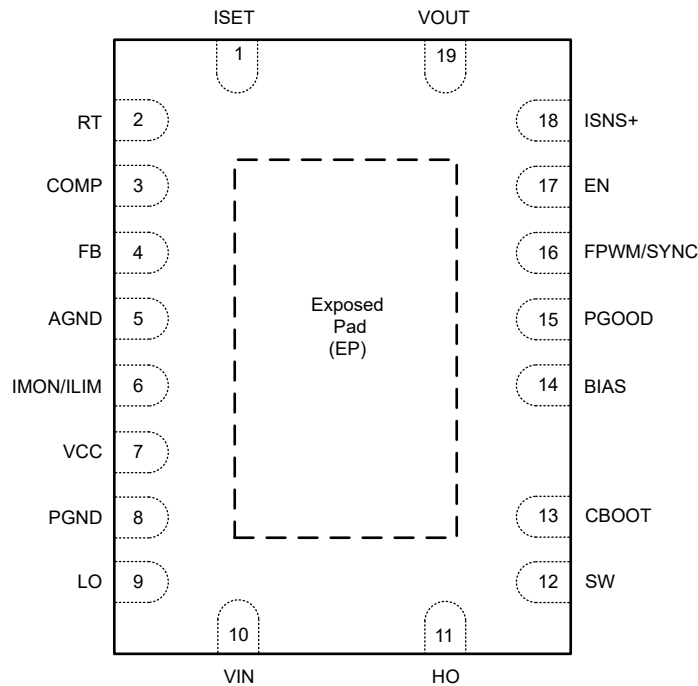 ISET
VOUT
1
19
RT
2
18
ISNS+
COMP
3
17
EN
FB
4
16
FPWM/SYNC
AGND
5
15
PGOOD
IMON/ILIM
6
14
BIAS
VCC
7
PGND
8
13
CBOOT
LO
9
12
SW
Exposed
Pad
(EP)
10
11
VIN
HO